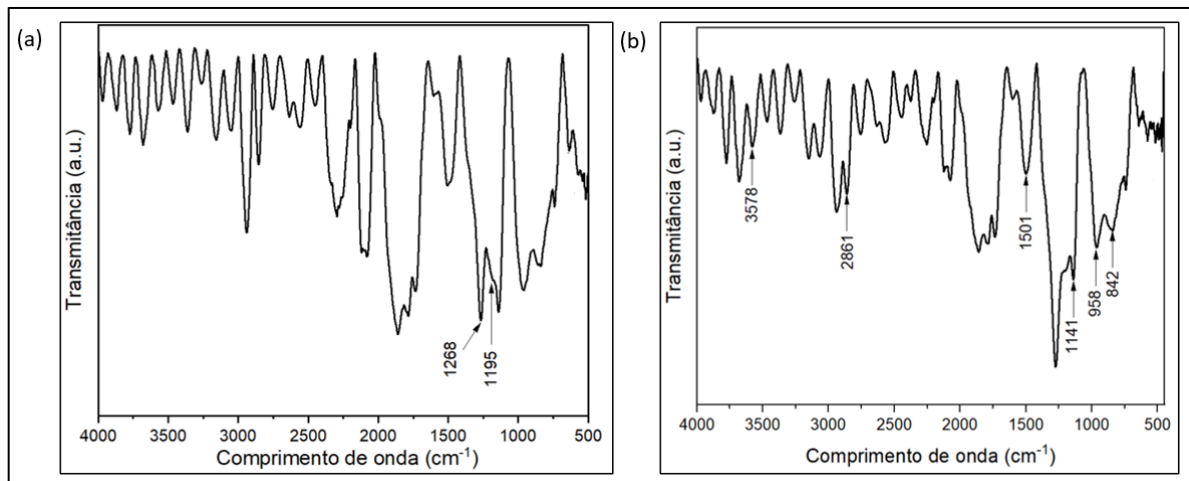 (a)
Transmitância (a.u.)
1268
1195
4000 3500 3000 2500 2000 1500 1000 500
Comprimento de onda (cm⁻¹)
(b)
Transmitância (a.u.)
3578
2861
1501
1141
958
842
4000 3500 3000 2500 2000 1500 1000 500
Comprimento de onda (cm⁻¹)